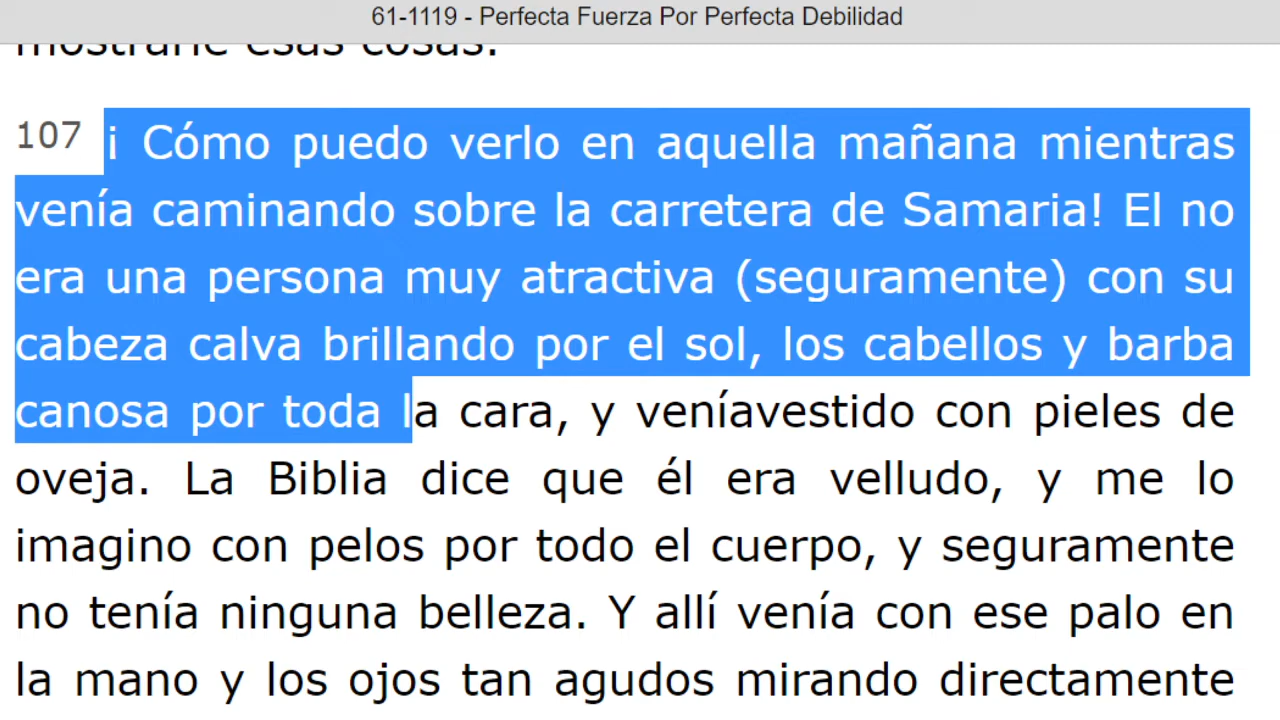 61-1119 - Perfecta Fuerza Por Perfecta Debilidad
mostrarle esas cosas.
107 ¡ Cómo puedo verlo en aquella mañana mientras
venía caminando sobre la carretera de Samaria! El no
era una persona muy atractiva (seguramente) con su
cabeza calva brillando por el sol, los cabellos y barba
canosa por toda la cara, y veníavestido con pieles de
oveja. La Biblia dice que él era velludo, y me lo
imagino con pelos por todo el cuerpo, y seguramente
no tenía ninguna belleza. Y allí venía con ese palo en
la mano y los ojos tan agudos mirando directamente